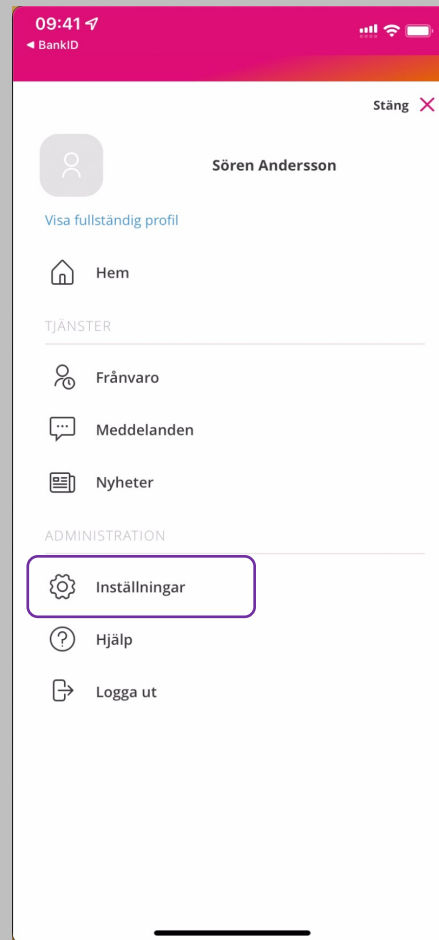 09:41
◀ BankID
Stäng
Sören Andersson
Visa fullständig profil
Hem
TJÄNSTER
Frånvaro
Meddelanden
Nyheter
ADMINISTRATION
Inställningar
Hjälp
Logga ut